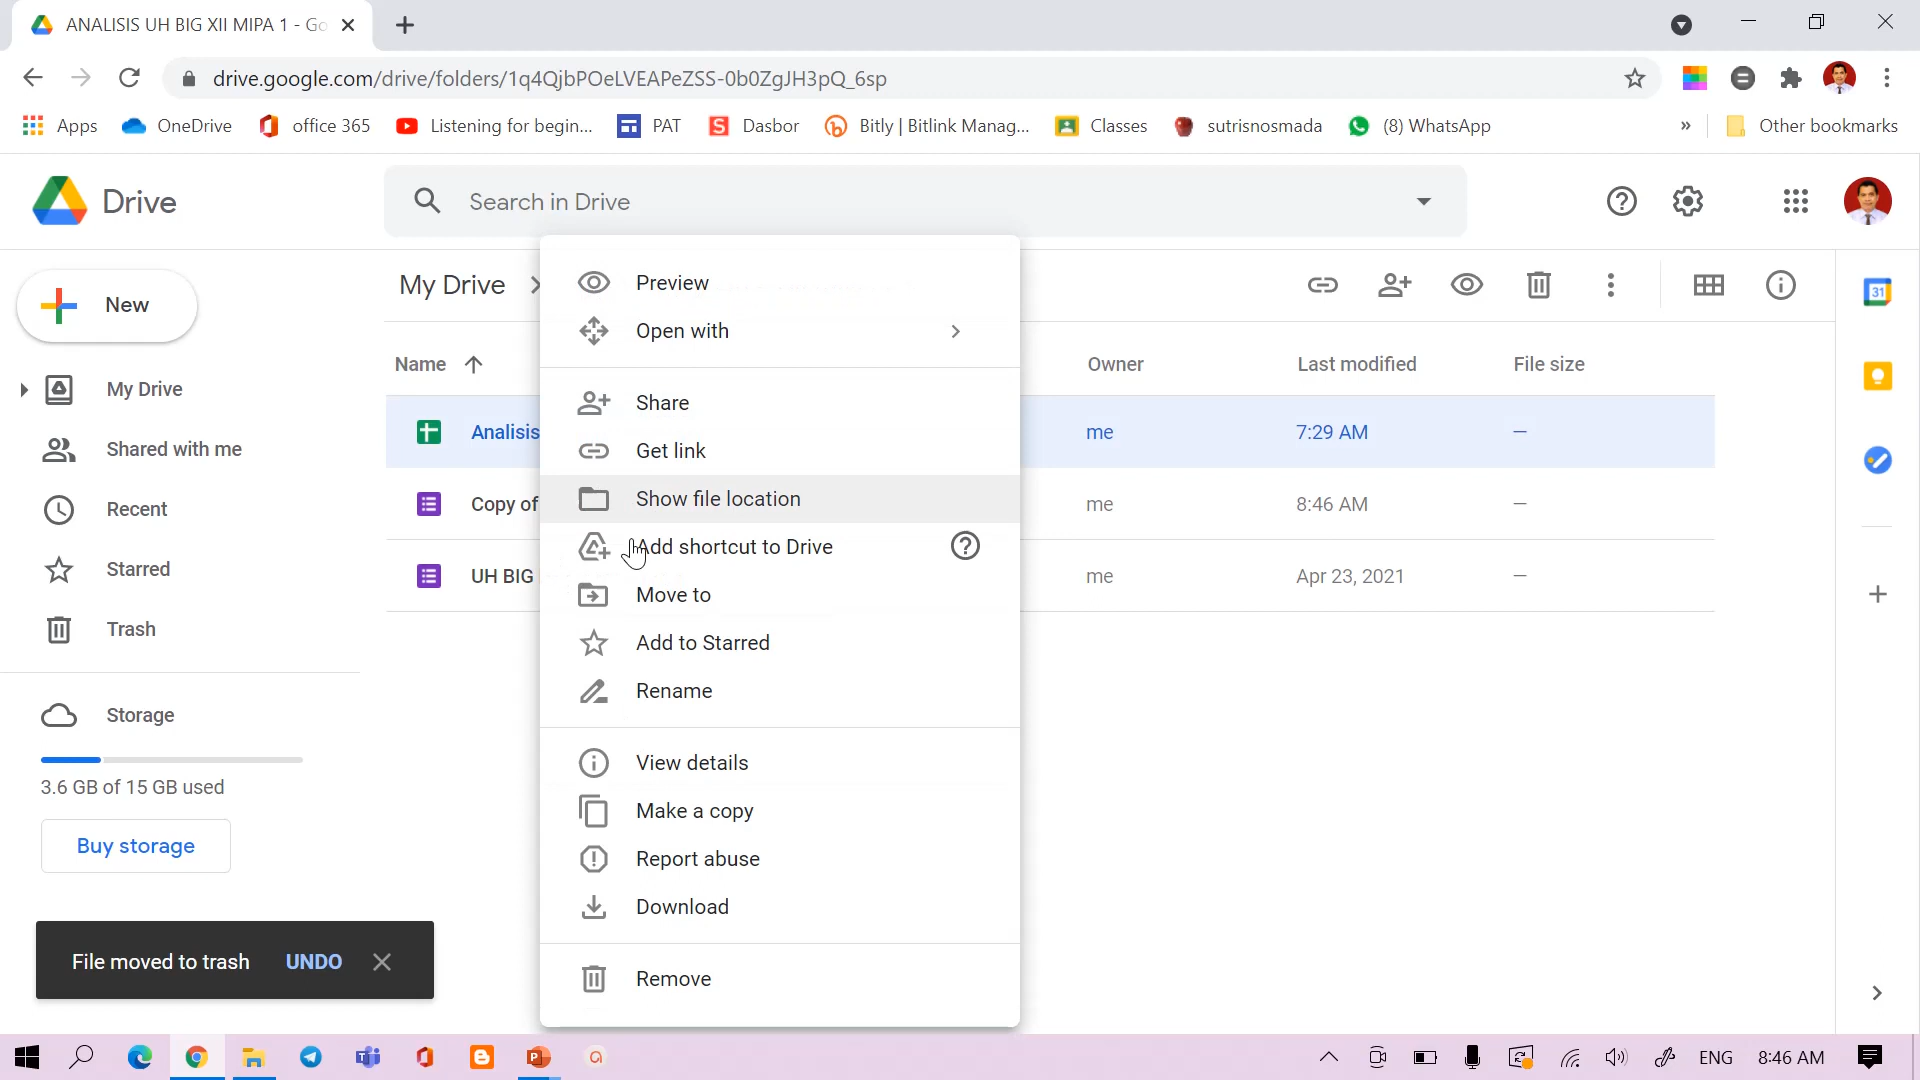 ANALISIS UH BIG XII MIPA 1 - Go
drive.google.com/drive/folders/1q4QjbPOeLVEAPeZSS-0b0ZgJH3pQ_6sp
Apps
OneDrive
office 365
Listening for begin...
PAT
Dasbor
Bitly | Bitlink Manag...
Classes
sutrisnosmada
(8) WhatsApp
»
Other bookmarks
Drive
Search in Drive
New
My Drive
Shared with me
Recent
Starred
Trash
Storage
3.6 GB of 15 GB used
Buy storage
File moved to trash UNDO
My Drive
Name
Owner
Last modified
File size
Analisis
me
7:29 AM
—
Copy of
me
8:46 AM
—
UH BIG
me
Apr 23, 2021
—
Preview
Open with
Share
Get link
Show file location
Add shortcut to Drive
Move to
Add to Starred
Rename
View details
Make a copy
Report abuse
Download
Remove
31
ENG
8:46 AM